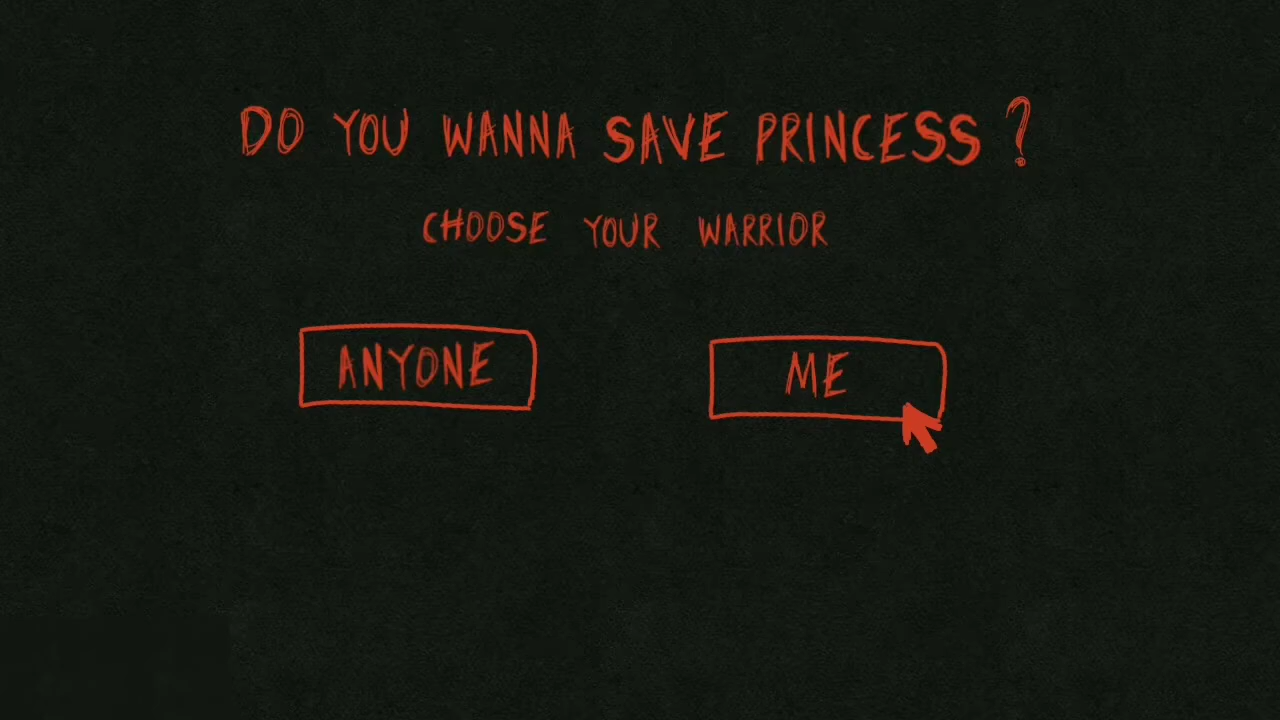 DO YOU WANNA SAVE PRINCESS ?
CHOOSE YOUR WARRIOR
ANYONE
ME